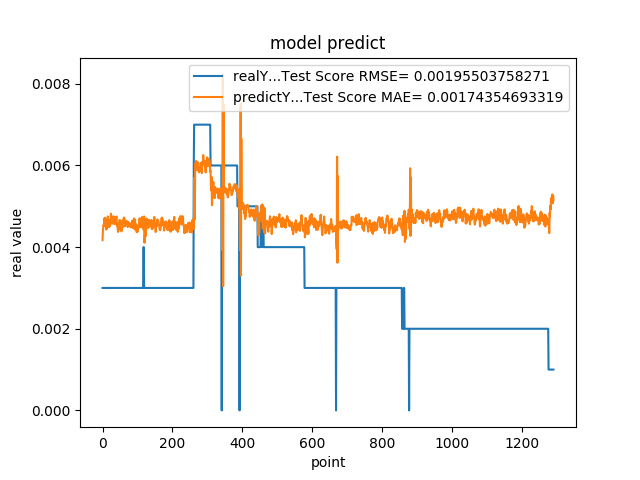 model predict
realY...Test Score RMSE= 0.00195503758271
predictY...Test Score MAE= 0.00174354693319
real value
0.008
0.006
0.004
0.002
0.000
0 200 400 600 800 1000 1200
point